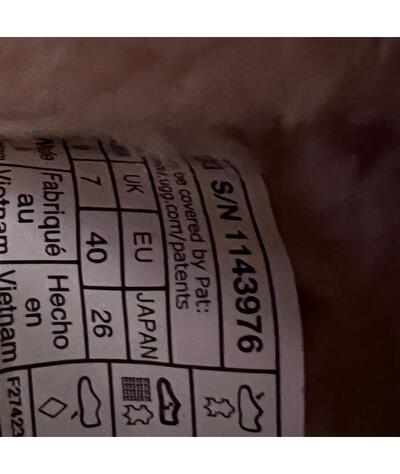 S/N 1143976
be covered by Pat:
.ugg.com/patents
UK EU JAPAN
7 40 26
Fabriqué Hecho
au en
Vietnam Vietnam
F27423